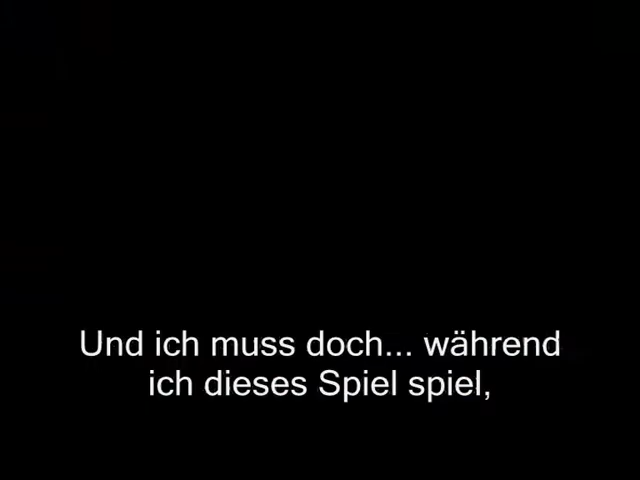 Und ich muss doch... während
ich dieses Spiel spiel,